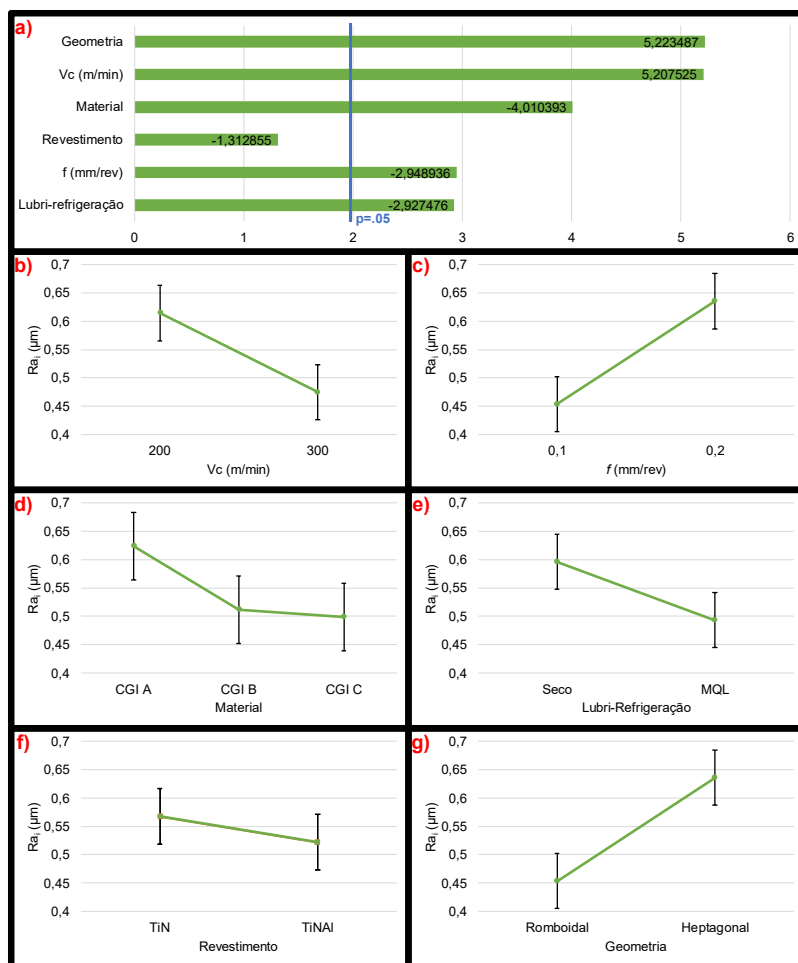 a)
Geometria 5,223487
Vc (m/min) 5,207525
Material -4,010393
Revestimento -1,312855
f (mm/rev) -2,948936
Lubri-refrigeração -2,927476
p=.05
0 1 2 3 4 5 6
b)
0,7
0,65
0,6
0,55
0,5
0,45
0,4
Raᵢ (µm)
200 300
Vc (m/min)
c)
0,7
0,65
0,6
0,55
0,5
0,45
0,4
Raᵢ (µm)
0,1 0,2
f (mm/rev)
d)
0,7
0,65
0,6
0,55
0,5
0,45
0,4
Raᵢ (µm)
CGI A CGI B CGI C
Material
e)
0,7
0,65
0,6
0,55
0,5
0,45
0,4
Raᵢ (µm)
Seco MQL
Lubri-Refrigeração
f)
0,7
0,65
0,6
0,55
0,5
0,45
0,4
Raᵢ (µm)
TiN TiNAl
Revestimento
g)
0,7
0,65
0,6
0,55
0,5
0,45
0,4
Raᵢ (µm)
Romboidal Heptagonal
Geometria